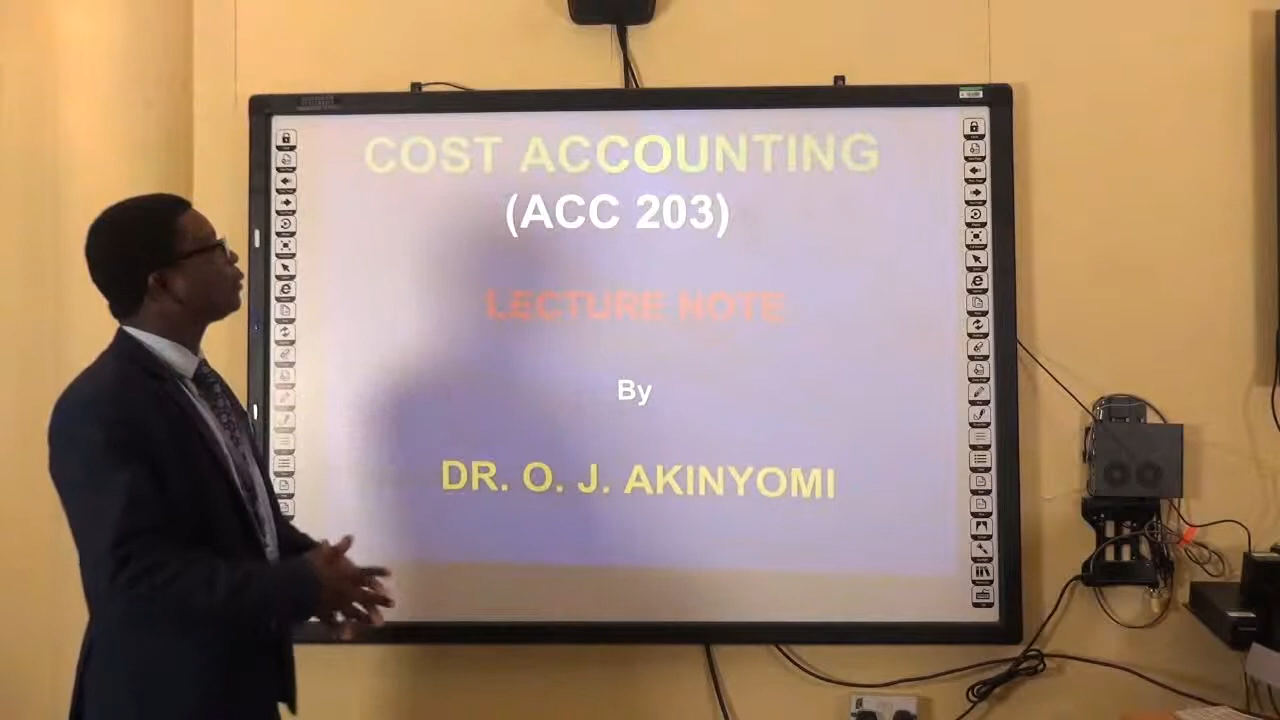 COST ACCOUNTING
(ACC 203)
LECTURE NOTE
By
DR. O. J. AKINYOMI